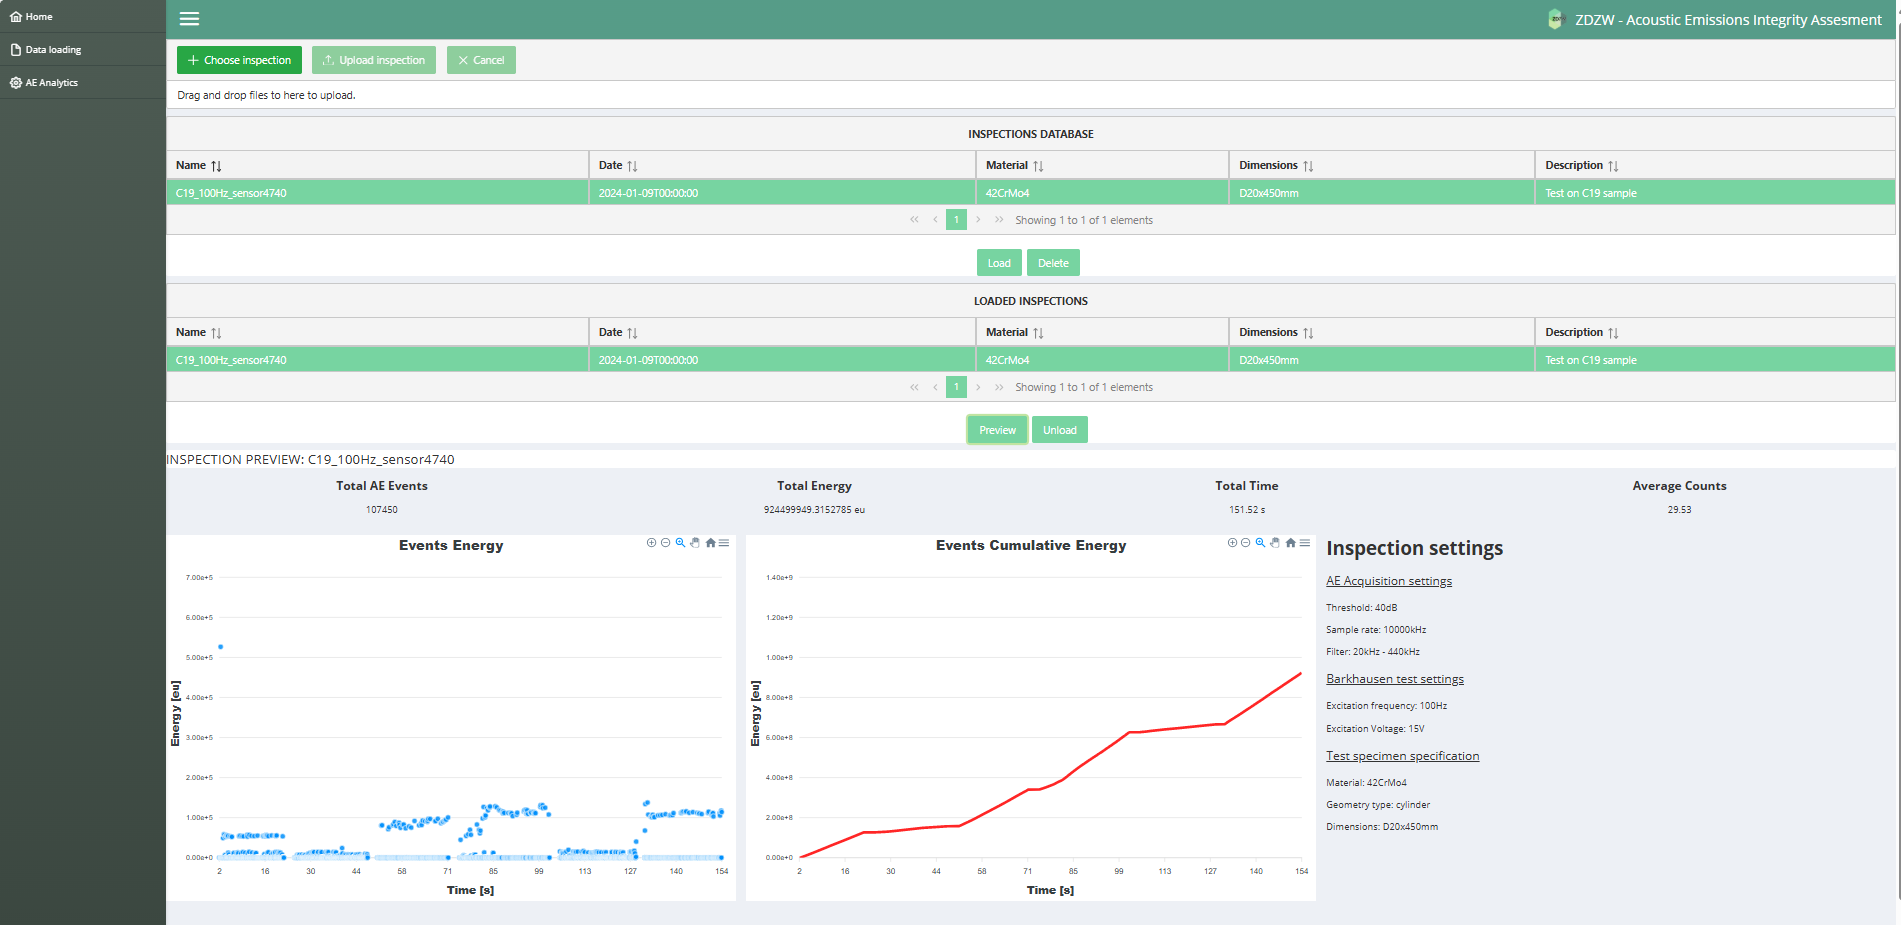 Home
Data loading
AE Analytics
ZDZW - Acoustic Emissions Integrity Assesment
Choose inspection Upload inspection Cancel
Drag and drop files to here to upload.
INSPECTIONS DATABASE
Name Date Material Dimensions Description
C19_100Hz_sensor4740 2024-01-09T00:00:00 42CrMo4 D20x450mm Test on C19 sample
1 Showing 1 to 1 of 1 elements
Load Delete
LOADED INSPECTIONS
Name Date Material Dimensions Description
C19_100Hz_sensor4740 2024-01-09T00:00:00 42CrMo4 D20x450mm Test on C19 sample
1 Showing 1 to 1 of 1 elements
Preview Unload
INSPECTION PREVIEW: C19_100Hz_sensor4740
Total AE Events Total Energy Total Time Average Counts
107450 924499949.3152785 eu 151.52 s 29.53
Events Energy
7.00e+5
6.00e+5
5.00e+5
4.00e+5
3.00e+5
2.00e+5
1.00e+5
0.00e+0
Energy [eu]
2 16 30 44 58 71 85 99 113 127 140 154
Time [s]
Events Cumulative Energy
1.40e+9
1.20e+9
1.00e+9
8.00e+8
6.00e+8
4.00e+8
2.00e+8
0.00e+0
Energy [eu]
2 16 30 44 58 71 85 99 113 127 140 154
Time [s]
Inspection settings
AE Acquisition settings
Threshold: 40dB
Sample rate: 10000kHz
Filter: 20kHz - 440kHz
Barkhausen test settings
Excitation frequency: 100Hz
Excitation Voltage: 15V
Test specimen specification
Material: 42CrMo4
Geometry type: cylinder
Dimensions: D20x450mm